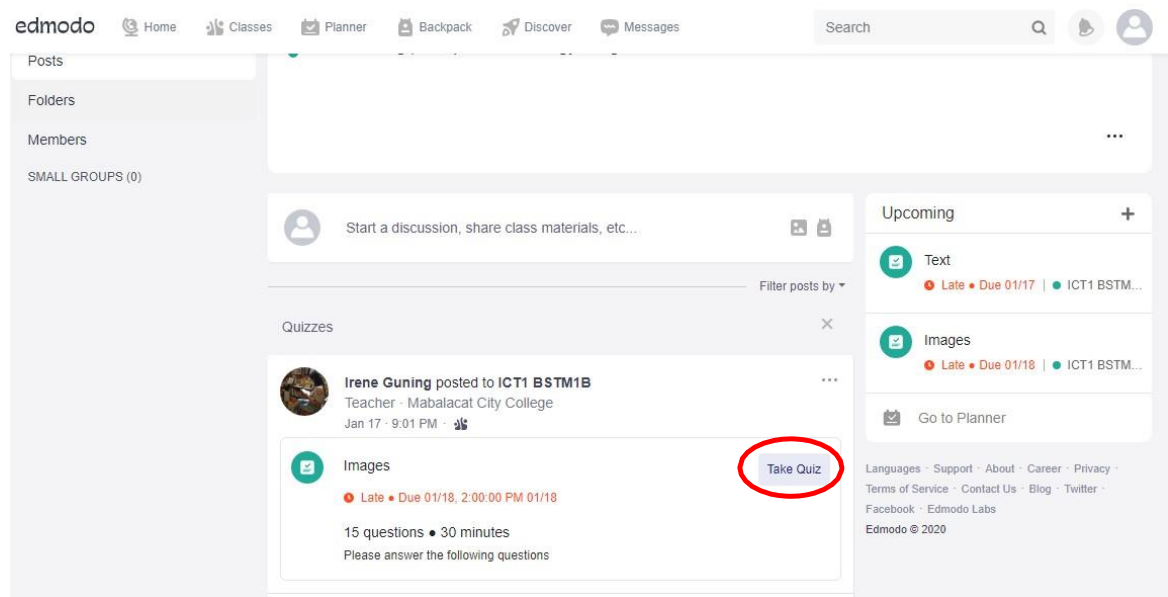 edmodo Home Classes Planner Backpack Discover Messages Search
Posts
Folders
Members
SMALL GROUPS (0)
Start a discussion, share class materials, etc...
Filter posts by
Quizzes
Irene Guning posted to ICT1 BSTM1B
Teacher · Mabalacat City College
Jan 17 · 9:01 PM ·
Images
Take Quiz
Late • Due 01/18, 2:00:00 PM 01/18
15 questions • 30 minutes
Please answer the following questions
Upcoming
Text
Late • Due 01/17 | • ICT1 BSTM...
Images
Late • Due 01/18 | • ICT1 BSTM...
Go to Planner
Languages · Support · About · Career · Privacy ·
Terms of Service · Contact Us · Blog · Twitter ·
Facebook · Edmodo Labs
Edmodo © 2020